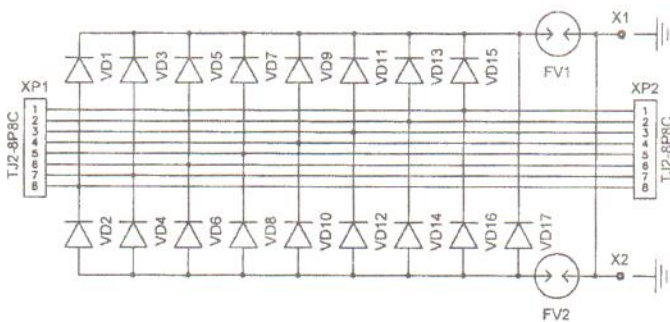 X1
VD1 VD3 VD5 VD7 VD9 VD11 VD13 VD15
FV1
XP1 XP2
TJ2-8P8C
1
2
3
4
5
6
7
8
TJ2-8P8C
1
2
3
4
5
6
7
8
VD2 VD4 VD6 VD8 VD10 VD12 VD14 VD16 VD17
X2
FV2